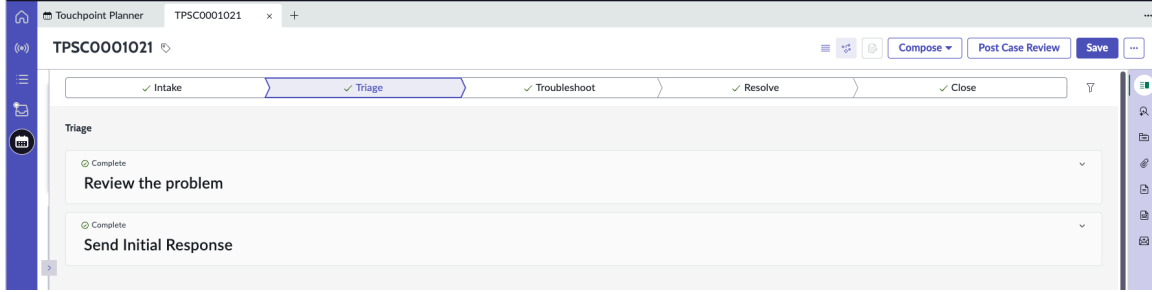 Touchpoint Planner TPSC0001021
TPSC0001021 Compose Post Case Review Save
Intake Triage Troubleshoot Resolve Close
Triage
Complete
Review the problem
Complete
Send Initial Response